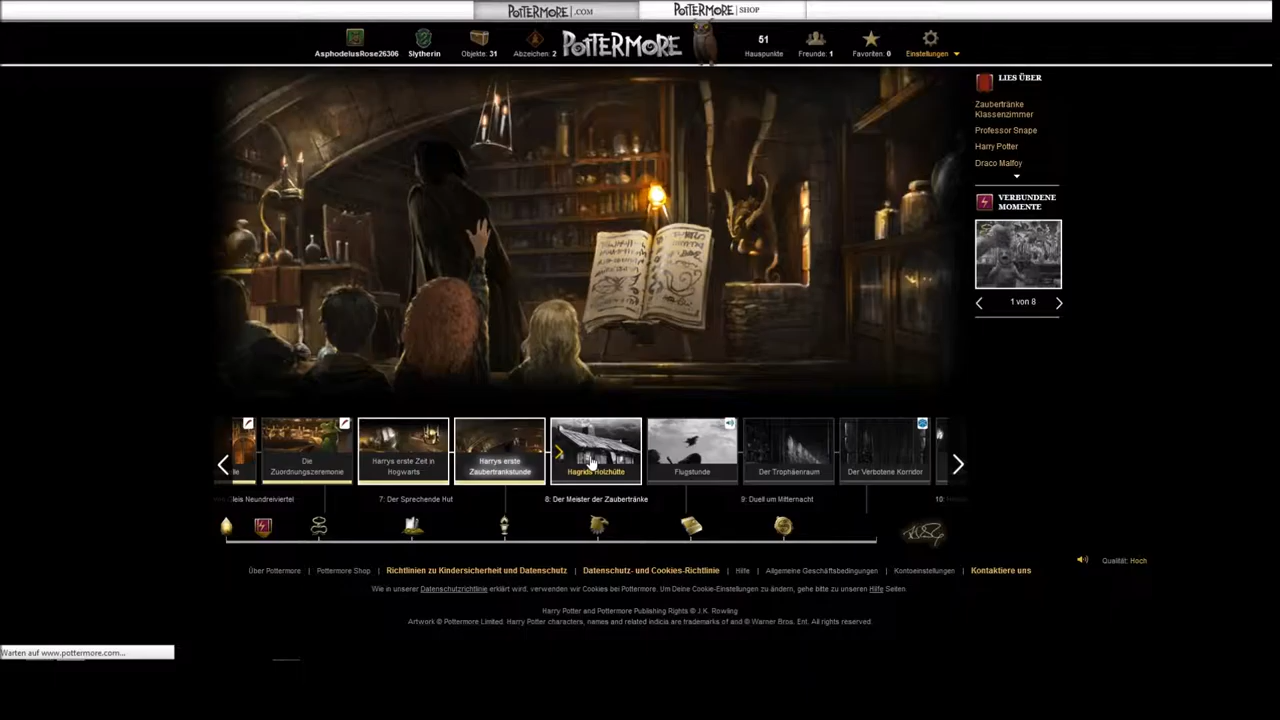 POTTERMORE .COM
POTTERMORE SHOP
AsphodelusRose26306
Slytherin
Objekte: 31
Abzeichen: 2
POTTERMORE
51
Hauspunkte
Freunde: 1
Favoriten: 0
Einstellungen
LIES ÜBER
Zaubertränke
Klassenzimmer
Professor Snape
Harry Potter
Draco Malfoy
VERBUNDENE
MOMENTE
1 von 8
lle
Die
Zuordnungszeremonie
Harrys erste Zeit in
Hogwarts
Harrys erste
Zaubertrankstunde
Hagrids Holzhütte
Flugstunde
Der Trophäenraum
Der Verbotene Korridor
Gleis Neundreiviertel
7: Der Sprechende Hut
8: Der Meister der Zaubertränke
9: Duell um Mitternacht
10:
Über Pottermore | Pottermore Shop | Richtlinien zu Kindersicherheit und Datenschutz | Datenschutz- und Cookies-Richtlinie | Hilfe | Allgemeine Geschäftsbedingungen | Kontoeinstellungen | Kontaktiere uns
Qualität: Hoch
Wie in unserer Datenschutzrichtlinie erklärt wird, verwenden wir Cookies bei Pottermore. Um Deine Cookie-Einstellungen zu ändern, gehe bitte zu unseren Hilfe Seiten.
Harry Potter and Pottermore Publishing Rights © J.K. Rowling
Artwork © Pottermore Limited. Harry Potter characters, names and related indicia are trademarks of and © Warner Bros. Ent. All rights reserved.
Warten auf www.pottermore.com...